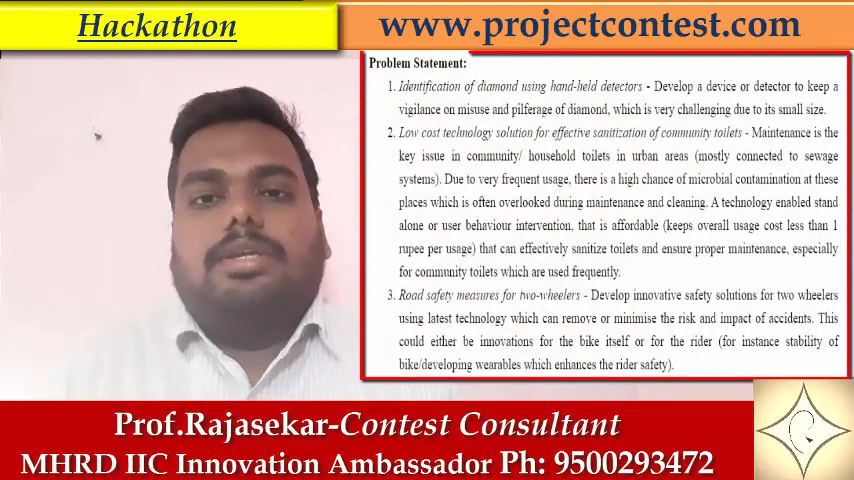 Hackathon
www.projectcontest.com
Problem Statement:
1. Identification of diamond using hand-held detectors - Develop a device or detector to keep a
vigilance on misuse and pilferage of diamond, which is very challenging due to its small size.
2. Low cost technology solution for effective sanitization of community toilets - Maintenance is the
key issue in community/ household toilets in urban areas (mostly connected to sewage
systems). Due to very frequent usage, there is a high chance of microbial contamination at these
places which is often overlooked during maintenance and cleaning. A technology enabled stand
alone or user behaviour intervention, that is affordable (keeps overall usage cost less than 1
rupee per usage) that can effectively sanitize toilets and ensure proper maintenance, especially
for community toilets which are used frequently.
3. Road safety measures for two-wheelers - Develop innovative safety solutions for two wheelers
using latest technology which can remove or minimise the risk and impact of accidents. This
could either be innovations for the bike itself or for the rider (for instance stability of
bike/developing wearables which enhances the rider safety).
Prof.Rajasekar-Contest Consultant
MHRD IIC Innovation Ambassador Ph: 9500293472